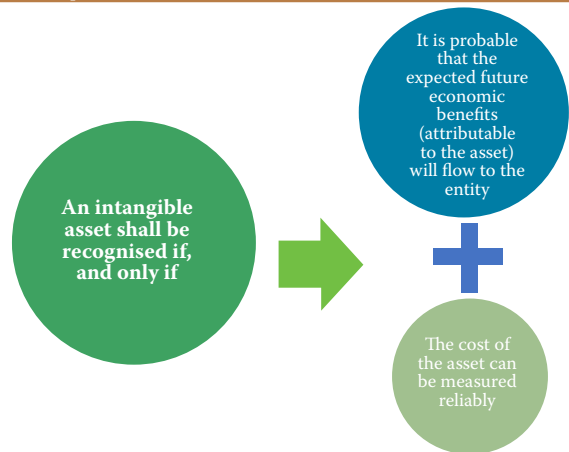 An intangible
asset shall be
recognised if,
and only if
It is probable
that the
expected future
economic
benefits
(attributable
to the asset)
will flow to the
entity
The cost of
the asset can
be measured
reliably